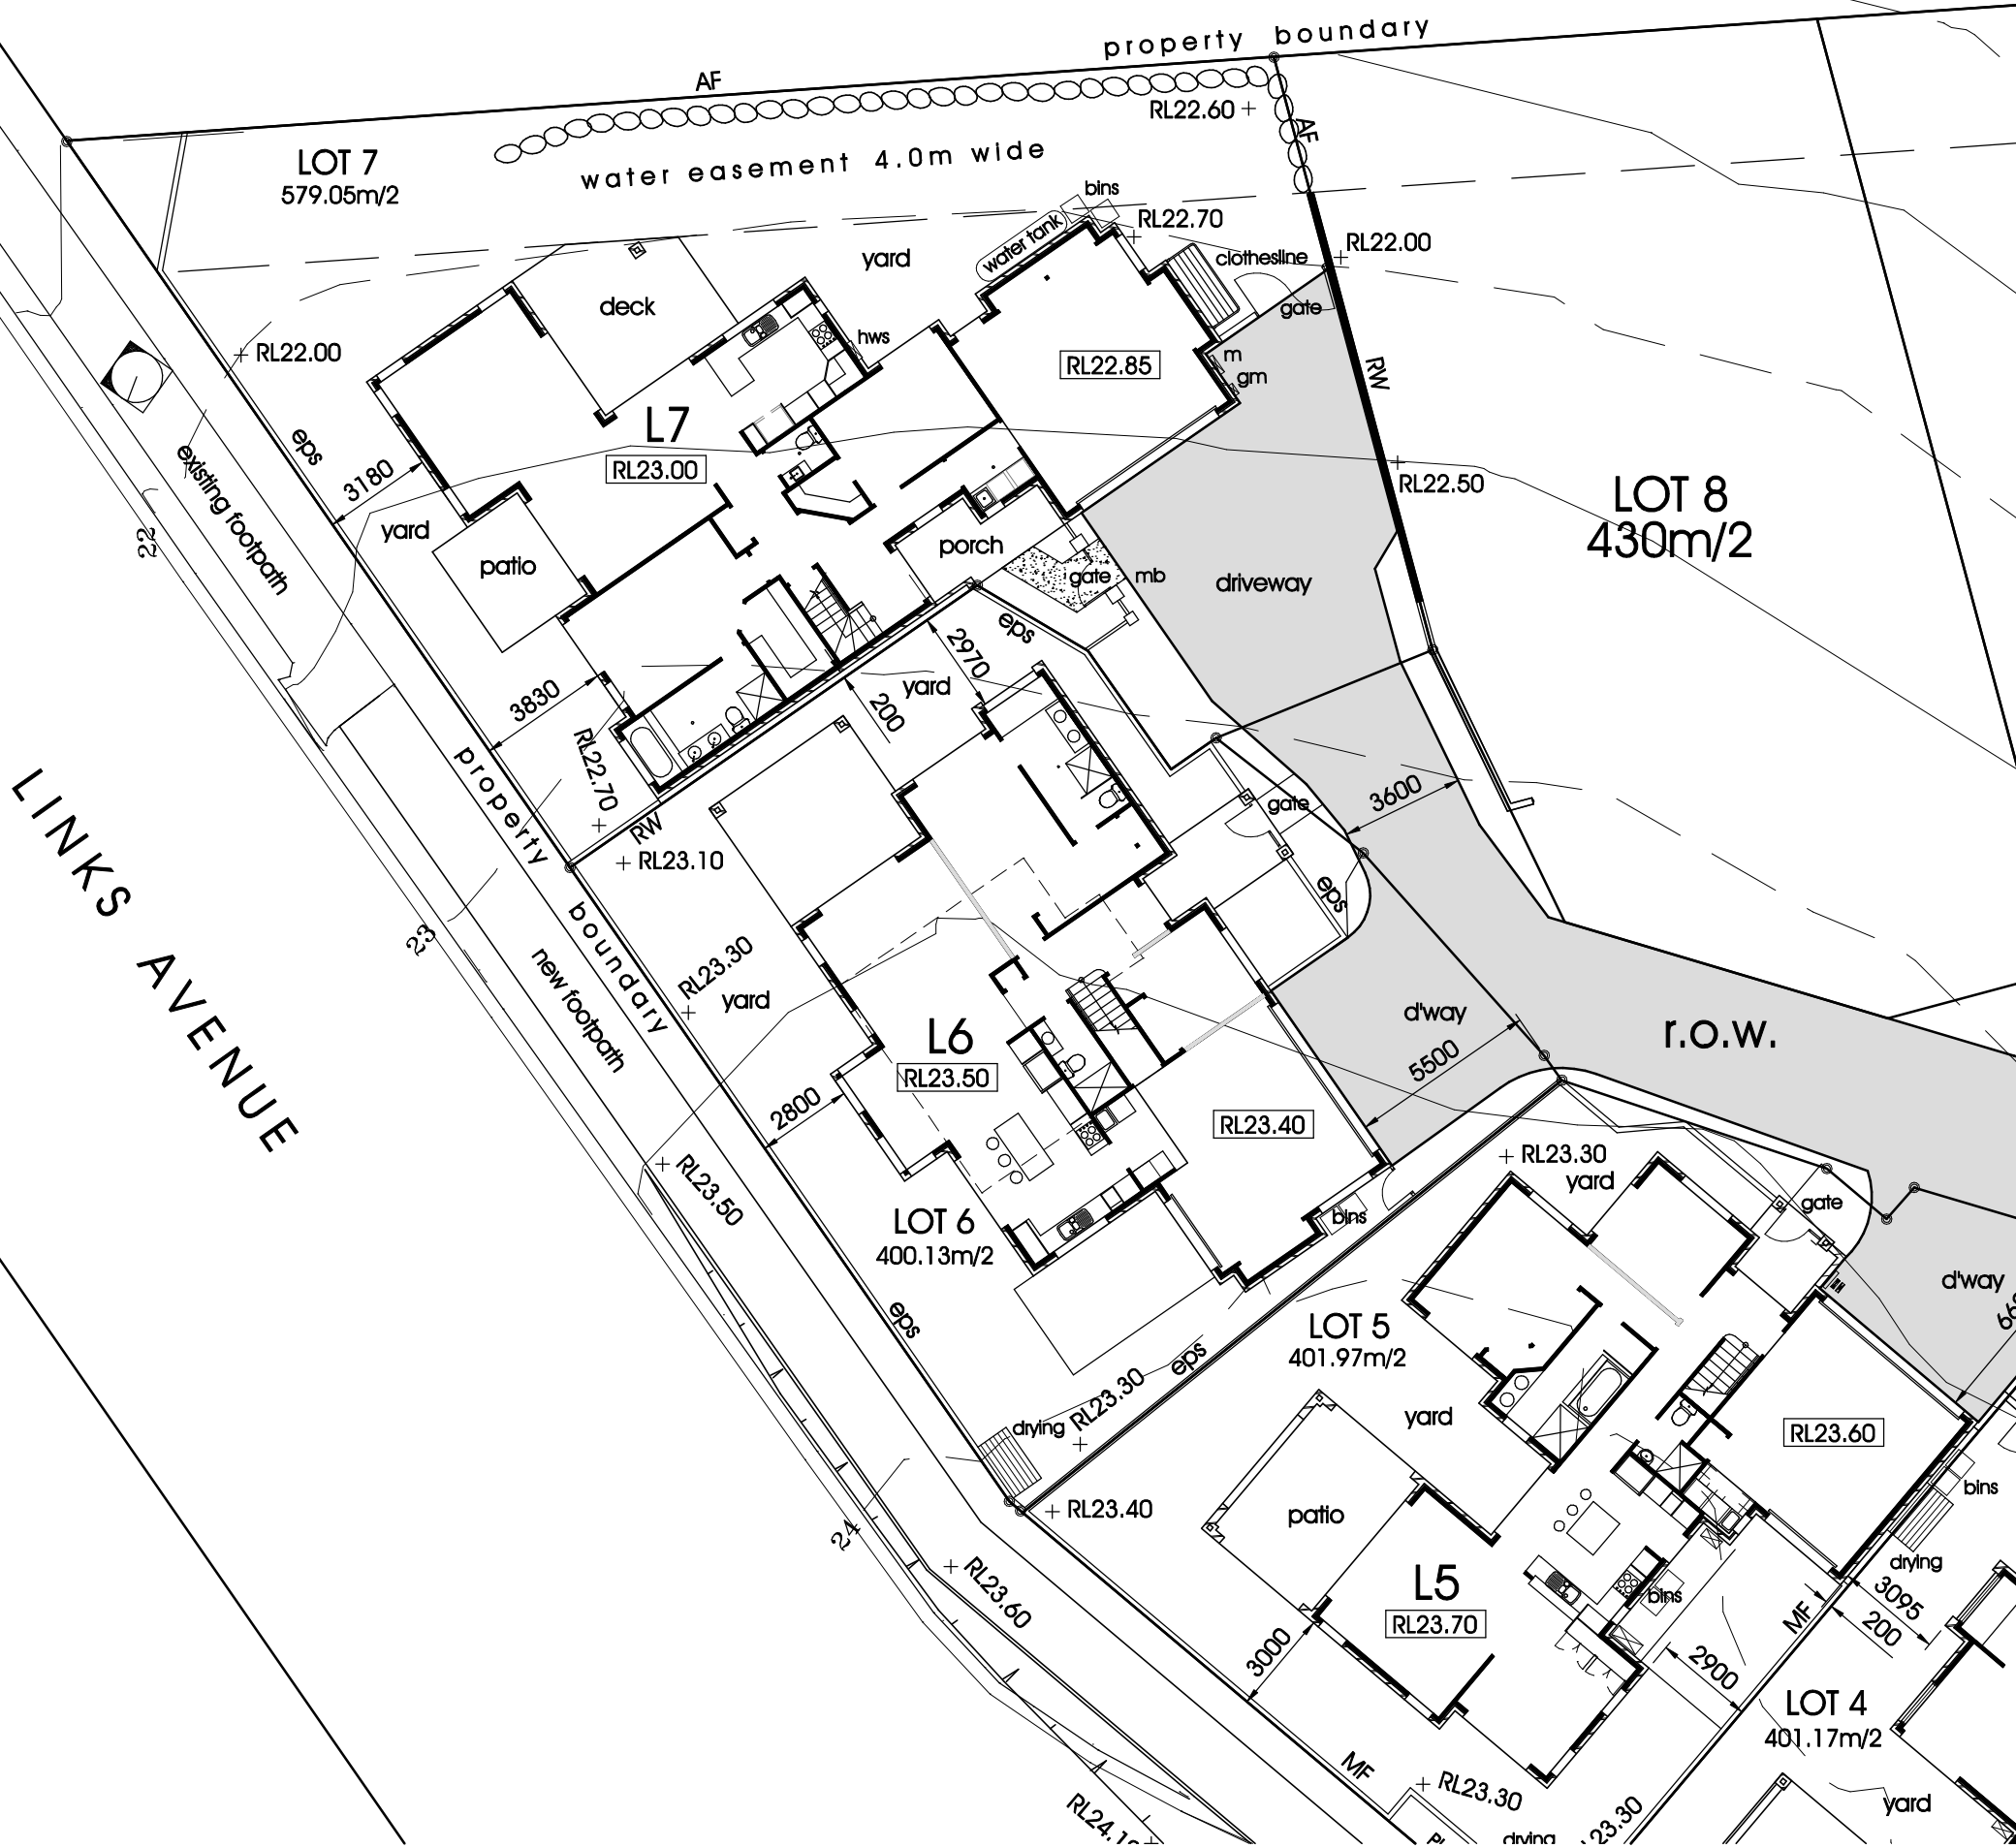 property boundary
AF
RL22.60
AF
LOT 7
579.05m/2
water easement 4.0m wide
bins
water tank
RL22.70
RL22.00
yard
clothesline
deck
gate
hws
RL22.00
m
gm
RL22.85
RW
L7
RL23.00
eps
3180
existing footpath
RL22.50
LOT 8
430m/2
yard
22
patio
porch
gate
mb
driveway
eps
2970
yard
200
3830
RL22.70
property boundary
RW
RL23.10
gate
3600
LINKS AVENUE
eps
23
new footpath
RL23.30
yard
d'way
r.o.w.
L6
RL23.50
5500
2800
RL23.40
RL23.30
yard
RL23.50
gate
bins
LOT 6
400.13m/2
d'way
eps
LOT 5
401.97m/2
eps
RL23.30
drying
yard
RL23.60
bins
RL23.40
patio
24
drying
RL23.60
L5
RL23.70
bins
3095
MF
200
3000
2900
LOT 4
401.17m/2
MF
RL23.30
yard
drying